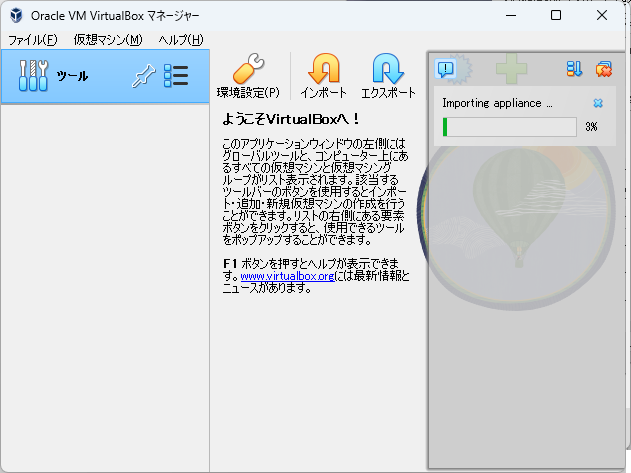 Oracle VM VirtualBox マネージャー
ファイル(F) 仮想マシン(M) ヘルプ(H)
ツール
環境設定(P) インポート エクスポート
ようこそVirtualBoxへ！
このアプリケーションウィンドウの左側には
グローバルツールと、コンピューター上にあ
るすべての仮想マシンと仮想マシング
ループがリスト表示されます。該当する
ツールバーのボタンを使用するとインポー
ト・追加・新規仮想マシンの作成を行う
ことができます。リストの右側にある要素
ボタンをクリックすると、使用できるツール
をポップアップすることができます。
F1 ボタンを押すとヘルプが表示できま
す。www.virtualbox.orgには最新情報と
ニュースがあります。
Importing appliance ...
3%